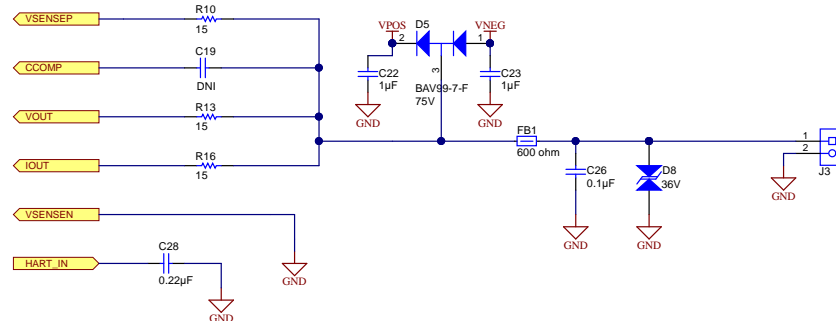 VSENSEP
R10
15
CCOMP
C19
DNI
VOUT
R13
15
IOUT
R16
15
VSENSEN
GND
HART_IN
C28
0.22µF
GND
VPOS
D5
VNEG
2
1
3
C22
1µF
GND
BAV99-7-F
75V
C23
1µF
GND
FB1
600 ohm
C26
0.1µF
GND
D8
36V
GND
1
2
J3
GND